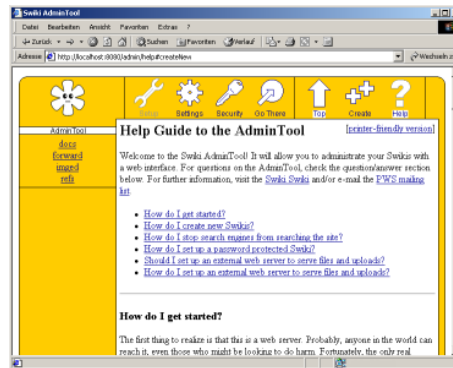 Swiki AdminTool
Datei Bearbeiten Ansicht Favoriten Extras ?
Zurück Suchen Favoriten Verlauf
Adresse http://localhost:8080/admin/help#createNew Wechseln z
Setup Settings Security Go There Top Create Help
AdminTool
docs
forward
imged
refs
Help Guide to the AdminTool [printer-friendly version]
Welcome to the Swiki AdminTool! It will allow you to administrate your Swikis with
a web interface. For questions on the AdminTool, check the question/answer section
below. For further information, visit the Swiki Swiki and/or e-mail the PWS mailing
list.
How do I get started?
How do I create new Swikis?
How do I stop search engines from searching the site?
How do I set up a password protected Swiki?
Should I set up an external web server to serve files and uploads?
How do I set up an external web server to serve files and uploads?
How do I get started?
The first thing to realize is that this is a web server. Probably, anyone in the world can
reach it, even those who might be looking to do harm. Fortunately, the only real